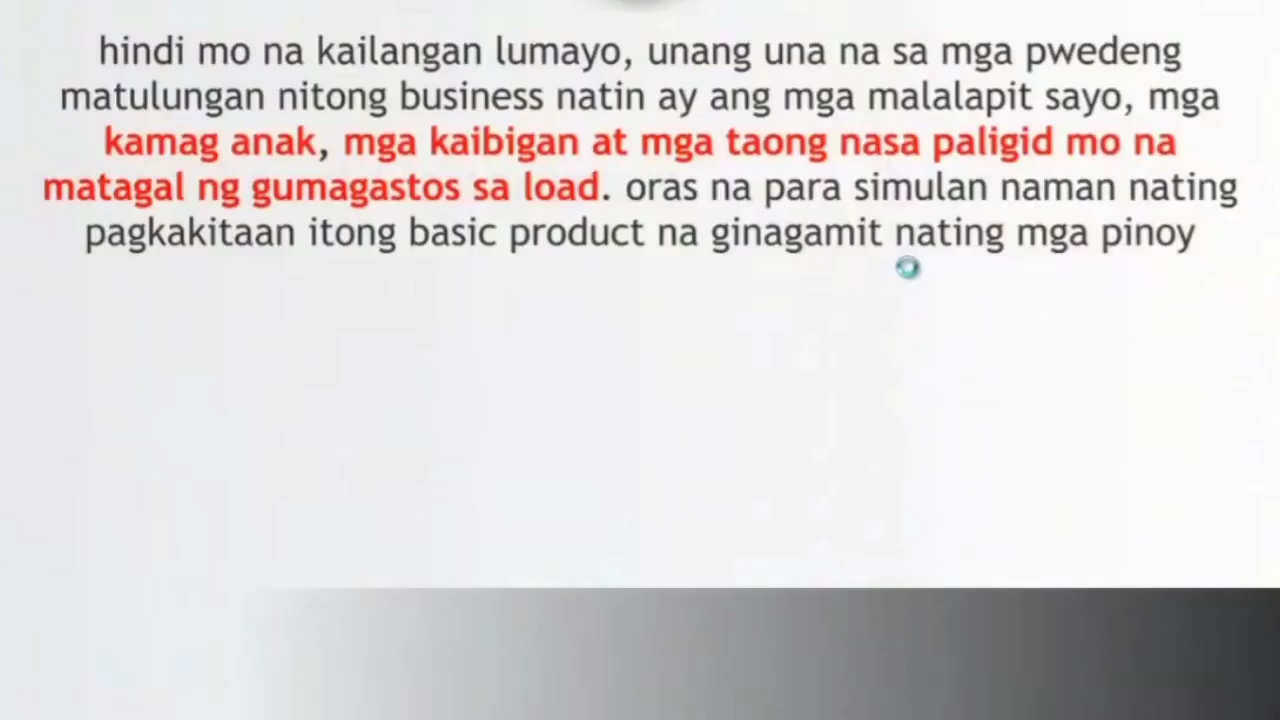 hindi mo na kailangan lumayo, unang una na sa mga pwedeng
matulungan nitong business natin ay ang mga malalapit sayo, mga
kamag anak, mga kaibigan at mga taong nasa paligid mo na
matagal ng gumagastos sa load. oras na para simulan naman nating
pagkakitaan itong basic product na ginagamit nating mga pinoy